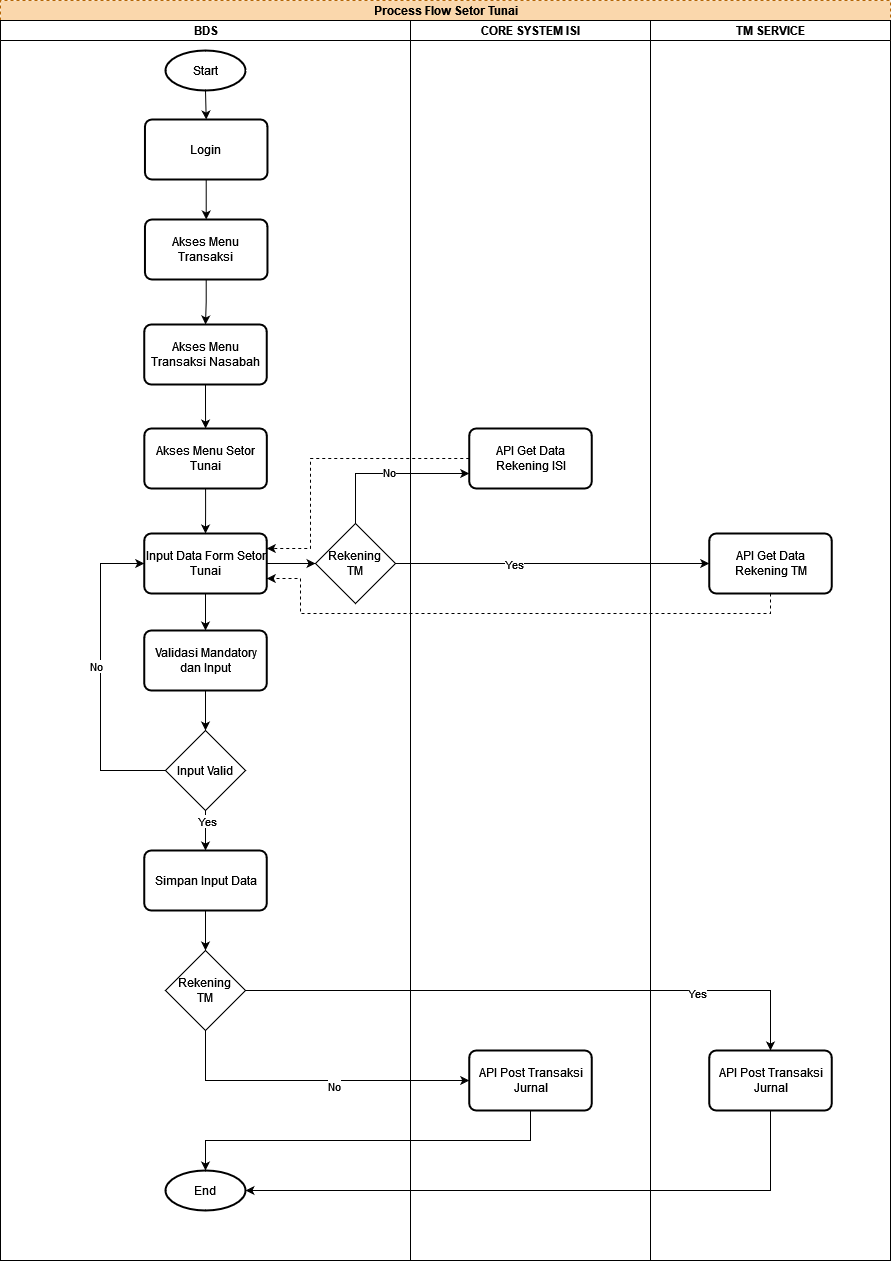 Process Flow Setor Tunai
BDS
CORE SYSTEM ISI
TM SERVICE
Start
Login
Akses Menu
Transaksi
Akses Menu
Transaksi Nasabah
Akses Menu Setor
Tunai
API Get Data
Rekening ISI
No
Input Data Form Setor
Tunai
Rekening
TM
Yes
API Get Data
Rekening TM
Validasi Mandatory
dan Input
No
Input Valid
Yes
Simpan Input Data
Rekening
TM
Yes
No
API Post Transaksi
Jurnal
API Post Transaksi
Jurnal
End